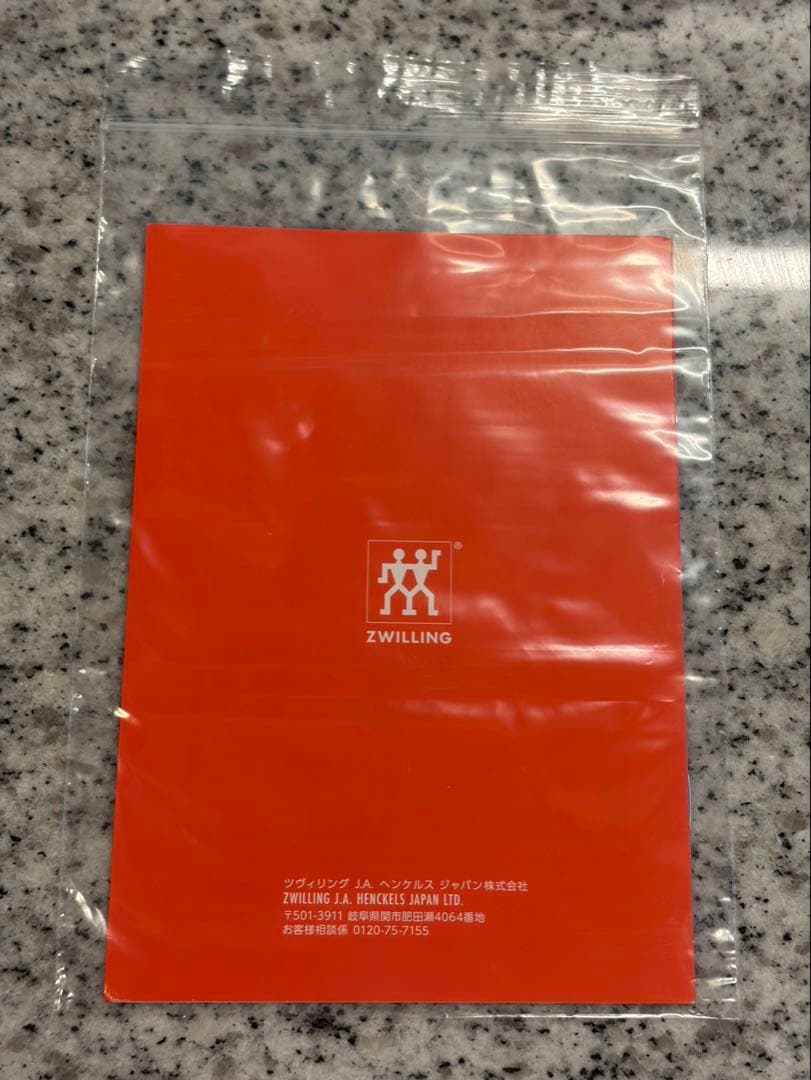 ®
ZWILLING
ツヴィリング J.A. ヘンケルス ジャパン株式会社
ZWILLING J.A. HENCKELS JAPAN LTD.
〒501-3911 岐阜県関市肥田瀬4064番地
お客様相談係 0120-75-7155